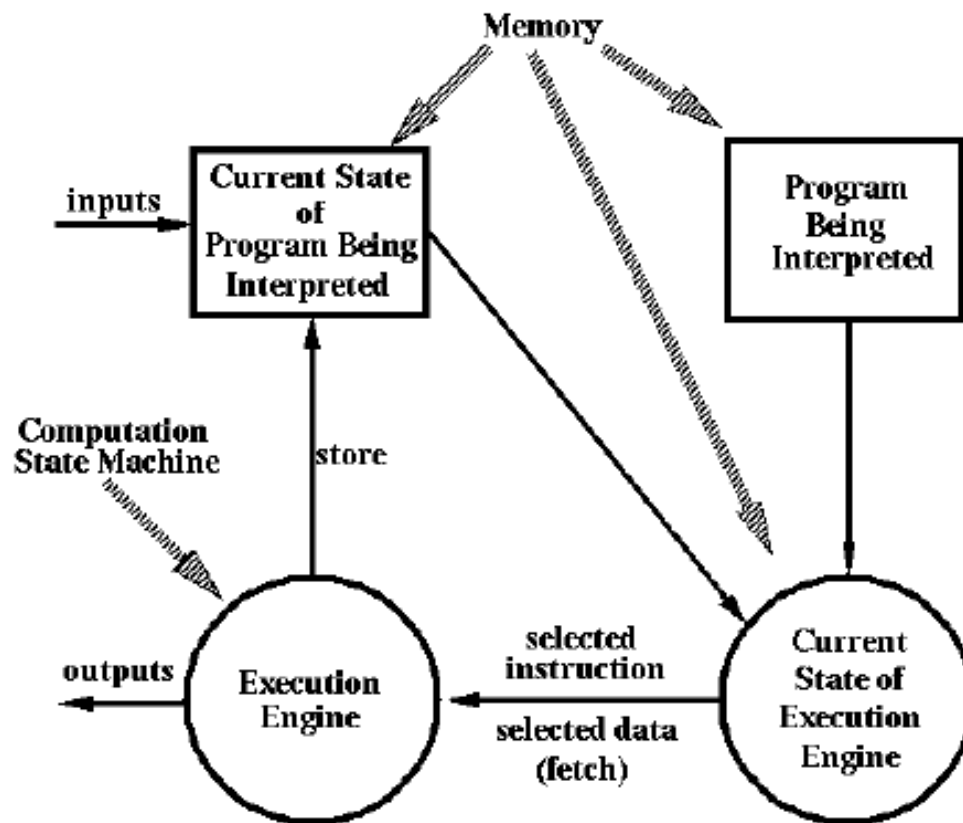 Memory
Current State
of
Program Being
Interpreted
inputs
Program
Being
Interpreted
Computation
State Machine
store
outputs
Execution
Engine
selected
instruction
selected data
(fetch)
Current
State of
Execution
Engine